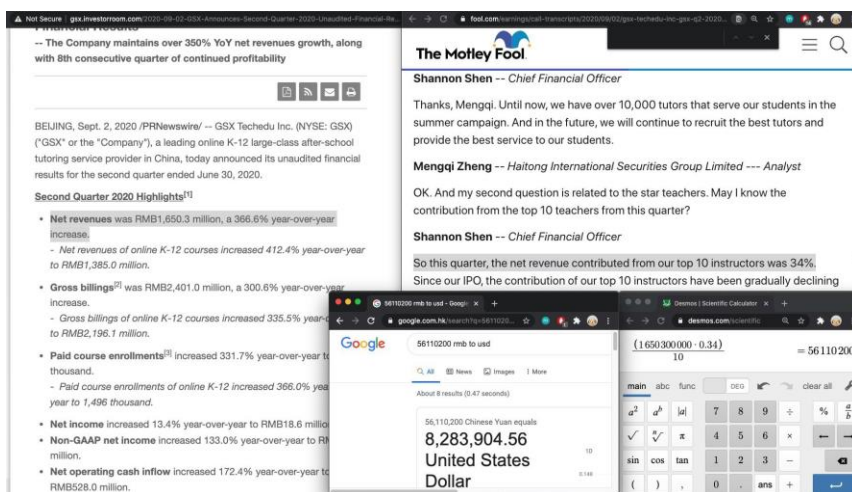 Not Secure | gsx.investorroom.com/2020-09-02-GSX-Announces-Second-Quarter-2020-Unaudited-Financial-Re...
Financial Results
-- The Company maintains over 350% YoY net revenues growth, along
with 8th consecutive quarter of continued profitability
BEIJING, Sept. 2, 2020 /PRNewswire/ -- GSX Techedu Inc. (NYSE: GSX)
("GSX" or the "Company"), a leading online K-12 large-class after-school
tutoring service provider in China, today announced its unaudited financial
results for the second quarter ended June 30, 2020.
Second Quarter 2020 Highlights[1]
• Net revenues was RMB1,650.3 million, a 366.6% year-over-year
increase.
- Net revenues of online K-12 courses increased 412.4% year-over-year
to RMB1,385.0 million.
• Gross billings[2] was RMB2,401.0 million, a 300.6% year-over-year
increase.
- Gross billings of online K-12 courses increased 335.5% year-o
to RMB2,196.1 million.
• Paid course enrollments[3] increased 331.7% year-over-year to
thousand.
- Paid course enrollments of online K-12 increased 366.0% yea
year to 1,496 thousand.
• Net income increased 13.4% year-over-year to RMB18.6 millio
• Non-GAAP net income increased 133.0% year-over-year to RM
million.
• Net operating cash inflow increased 172.4% year-over-year to
RMB528.0 million.
fool.com/earnings/call-transcripts/2020/09/02/gsx-techedu-inc-gsx-q2-2020...
The Motley Fool
Shannon Shen -- Chief Financial Officer
Thanks, Mengqi. Until now, we have over 10,000 tutors that serve our students in the
summer campaign. And in the future, we will continue to recruit the best tutors and
provide the best service to our students.
Mengqi Zheng -- Haitong International Securities Group Limited --- Analyst
OK. And my second question is related to the star teachers. May I know the
contribution from the top 10 teachers from this quarter?
Shannon Shen -- Chief Financial Officer
So this quarter, the net revenue contributed from our top 10 instructors was 34%.
Since our IPO, the contribution of our top 10 instructors have been gradually declining
56110200 rmb to usd - Google
google.com.hk/search?q=5611020...
Google
56110200 rmb to usd
All News Images More
About 8 results (0.47 seconds)
56,110,200 Chinese Yuan equals
8,283,904.56
United States
Dollar
10
0.148
Desmos | Scientific Calculator
desmos.com/scientific
(1650300000 · 0.34)
10
= 56110200
main abc func DEG clear all
a² aᵇ |a| 7 8 9 ÷ % a/b
√ ⁿ√ π 4 5 6 × ← →
sin cos tan 1 2 3 −
( ) , 0 . ans +